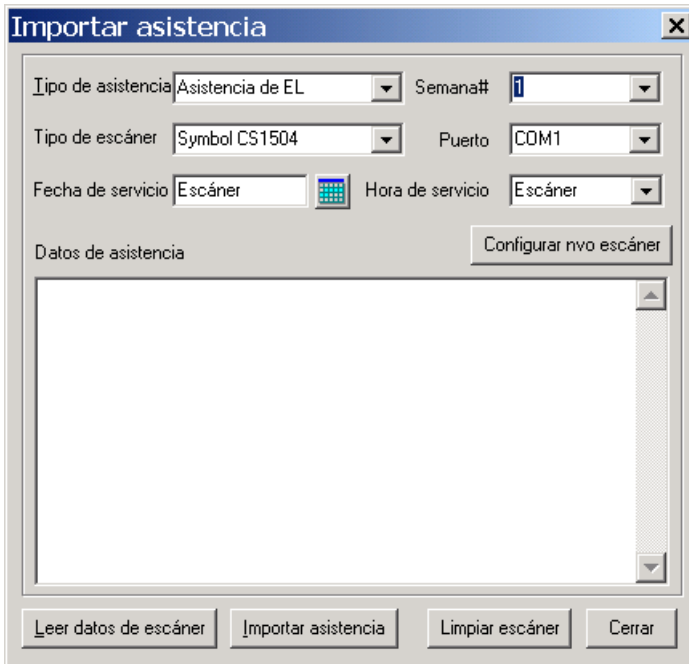 Importar asistencia
Tipo de asistencia Asistencia de EL Semana# 1
Tipo de escáner Symbol CS1504 Puerto COM1
Fecha de servicio Escáner Hora de servicio Escáner
Configurar nvo escáner
Datos de asistencia
Leer datos de escáner Importar asistencia Limpiar escáner Cerrar